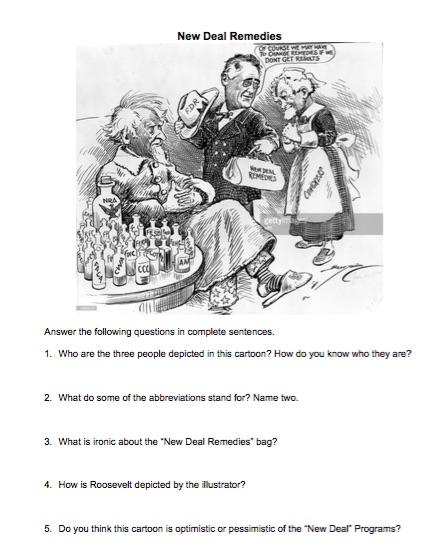 New Deal Remedies
OF COURSE WE MAY HAVE
TO CHANGE REMEDIES IF WE
DON'T GET RESULTS
NEW DEAL
REMEDIES
CONGRESS
NRA
CCC
gettyimages
Answer the following questions in complete sentences.
1. Who are the three people depicted in this cartoon? How do you know who they are?
2. What do some of the abbreviations stand for? Name two.
3. What is ironic about the "New Deal Remedies" bag?
4. How is Roosevelt depicted by the illustrator?
5. Do you think this cartoon is optimistic or pessimistic of the "New Deal" Programs?